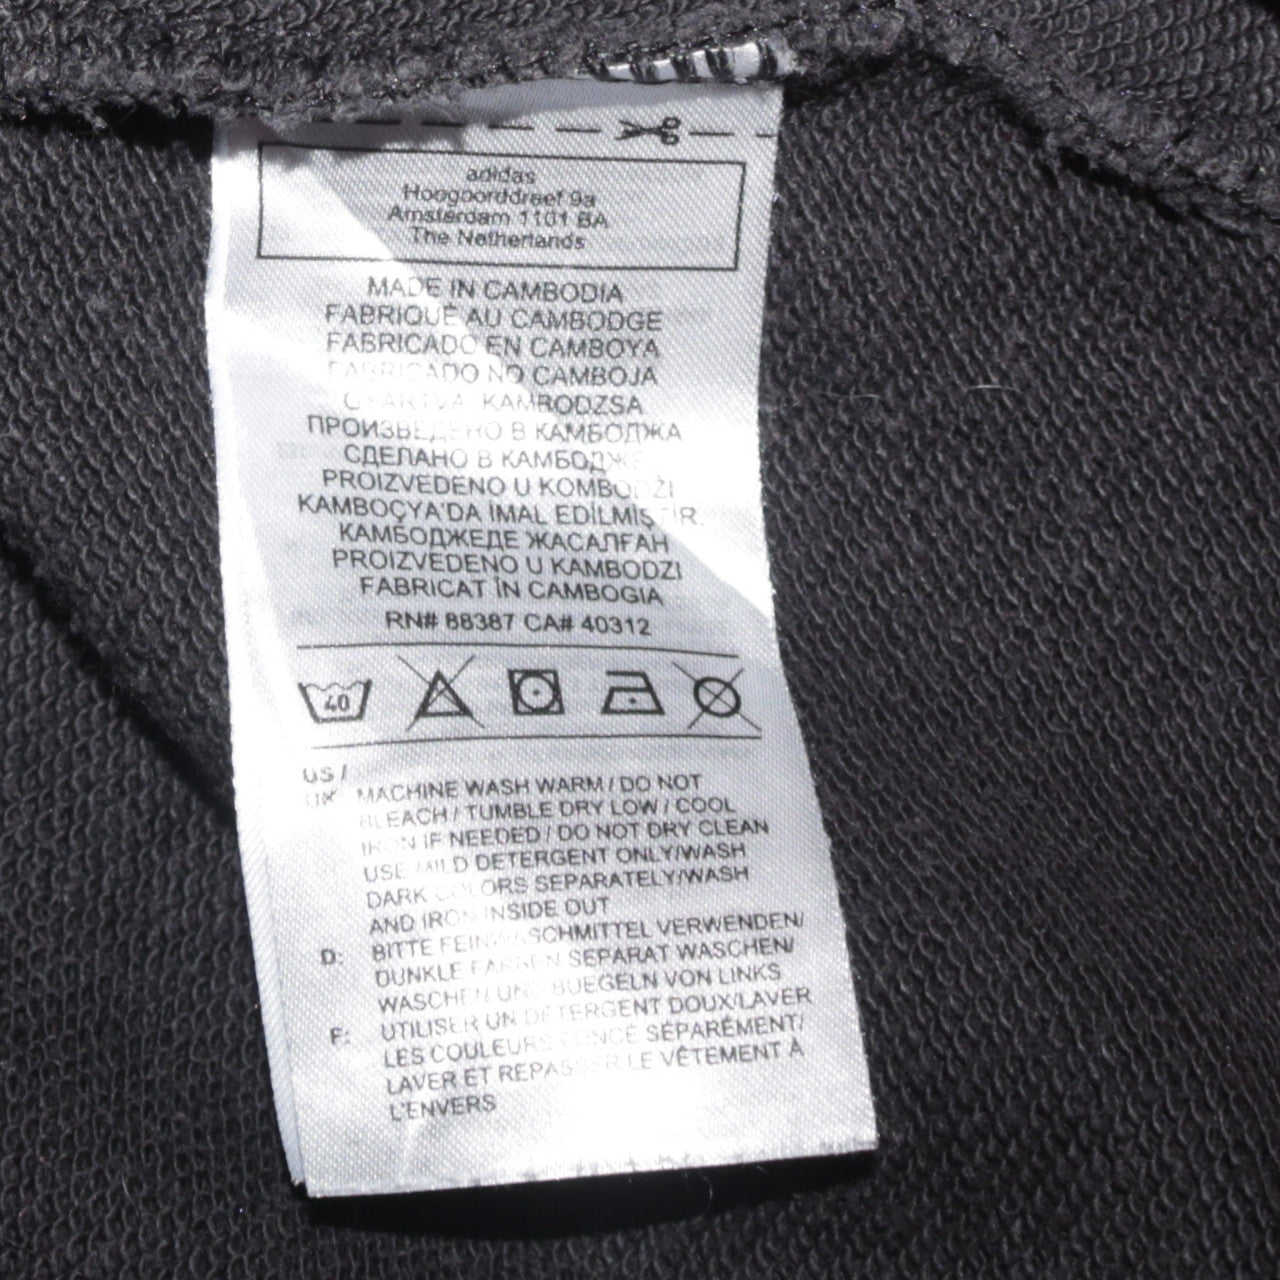 adidas
Hoogoorddreef 9a
Amsterdam 1101 BA
The Netherlands
MADE IN CAMBODIA
FABRIQUÉ AU CAMBODGE
FABRICADO EN CAMBOYA
FABRICADO NO CAMBOJA
GYÁRTVA: KAMBODZSA
ПРОИЗВЕДЕНО В КАМБОДЖА
СДЕЛАНО В КАМБОДЖЕ
PROIZVEDENO U KOMBODŽI
KAMBOÇYA'DA İMAL EDİLMİŞTİR.
КАМБОДЖЕДЕ ЖАСАЛҒАН
PROIZVEDENO U KAMBODZI
FABRICAT ÎN CAMBOGIA
RN# 88387 CA# 40312
40
US /
UK MACHINE WASH WARM / DO NOT
BLEACH / TUMBLE DRY LOW / COOL
IRON IF NEEDED / DO NOT DRY CLEAN
USE MILD DETERGENT ONLY/WASH
DARK COLORS SEPARATELY/WASH
AND IRON INSIDE OUT
D: BITTE FEINWASCHMITTEL VERWENDEN/
DUNKLE FARBEN SEPARAT WASCHEN/
WASCHEN UND BUEGELN VON LINKS
F: UTILISER UN DETERGENT DOUX/LAVER
LES COULEURS FONCÉ SÉPARÉMENT/
LAVER ET REPASSER LE VÊTEMENT À
L'ENVERS